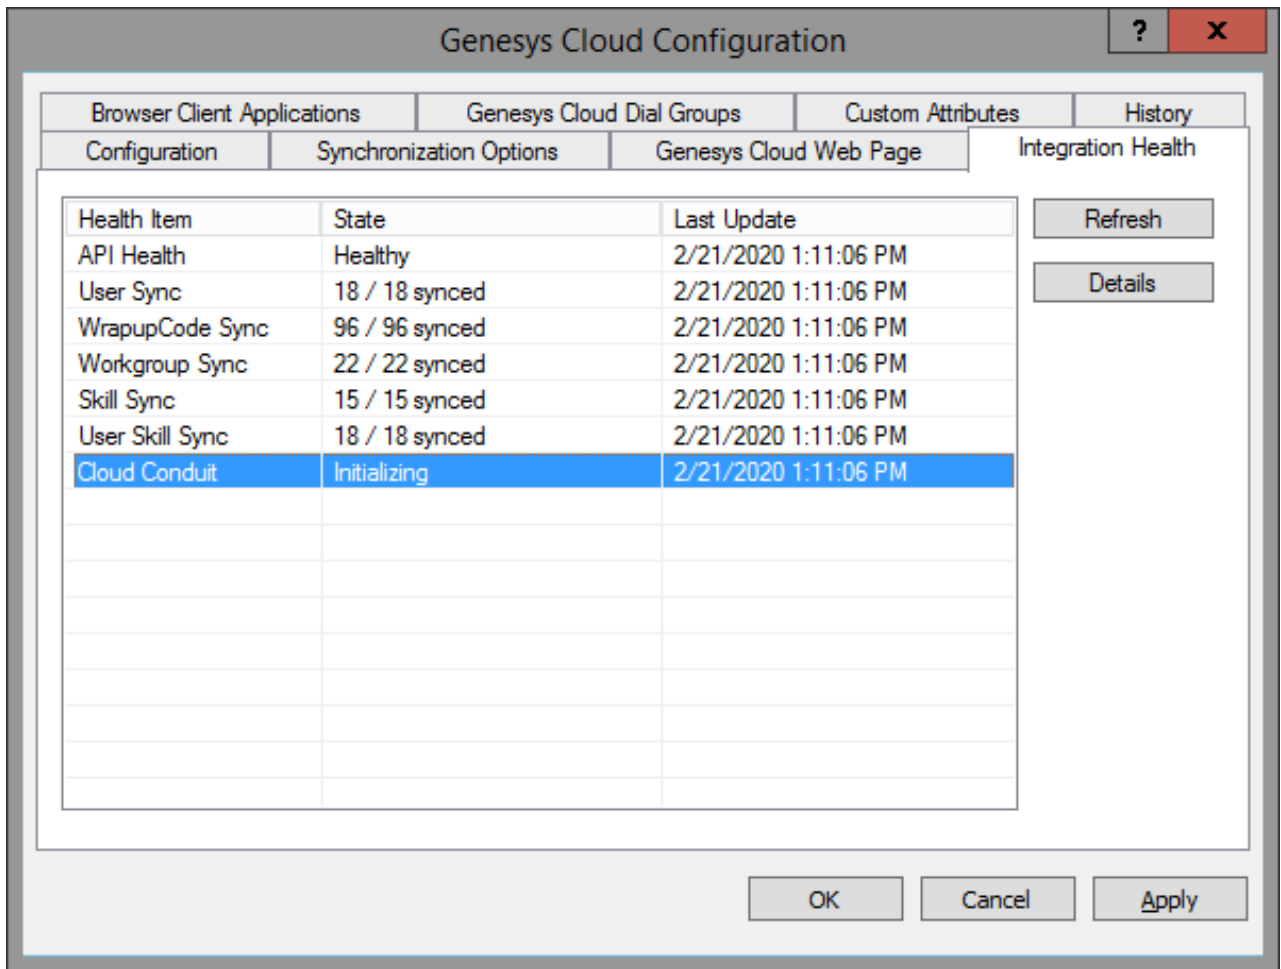 Genesys Cloud Configuration
? x
Browser Client Applications Genesys Cloud Dial Groups Custom Attributes History
Configuration Synchronization Options Genesys Cloud Web Page Integration Health
Health Item State Last Update Refresh
API Health Healthy 2/21/2020 1:11:06 PM
User Sync 18 / 18 synced 2/21/2020 1:11:06 PM Details
WrapupCode Sync 96 / 96 synced 2/21/2020 1:11:06 PM
Workgroup Sync 22 / 22 synced 2/21/2020 1:11:06 PM
Skill Sync 15 / 15 synced 2/21/2020 1:11:06 PM
User Skill Sync 18 / 18 synced 2/21/2020 1:11:06 PM
Cloud Conduit Initializing 2/21/2020 1:11:06 PM
OK Cancel Apply